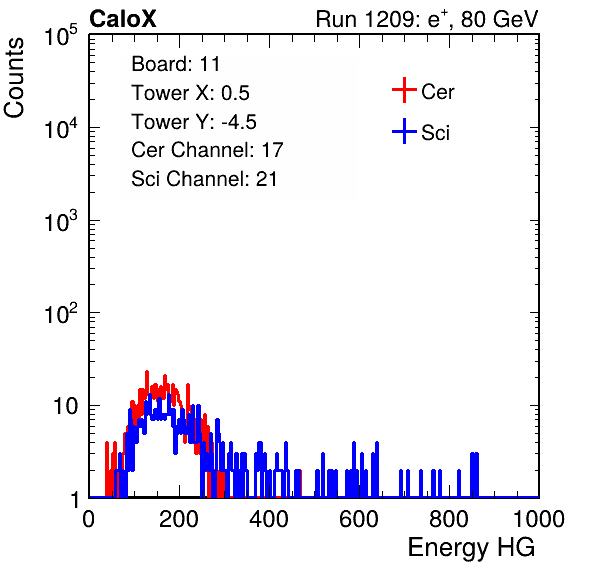 CaloX Run 1209: e⁺, 80 GeV
Counts
10⁵
10⁴
10³
10²
10
1
Board: 11
Tower X: 0.5
Tower Y: -4.5
Cer Channel: 17
Sci Channel: 21
Cer
Sci
0 200 400 600 800 1000
Energy HG